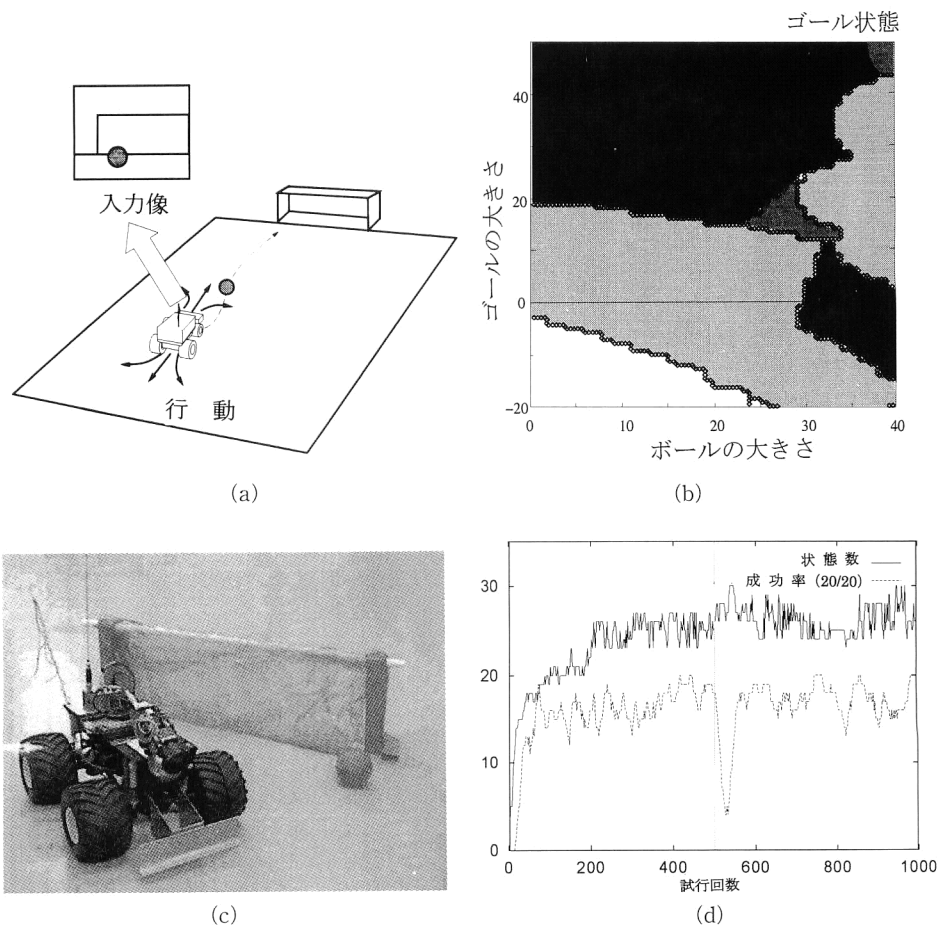 入力像
行 動
(a)
ゴール状態
ゴールの大きさ
40
20
0
-20
0
10
20
30
40
ボールの大きさ
(b)
(c)
状 態 数
成 功 率 (20/20)
30
20
10
0
0
200
400
600
800
1000
試行回数
(d)